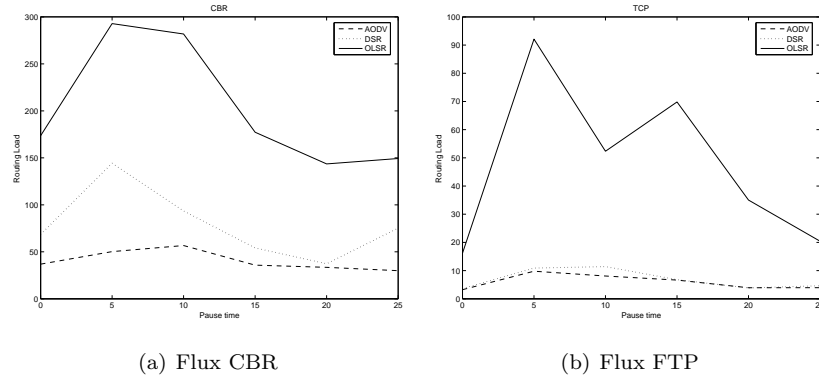 CBR
300
250
200
150
100
50
0
0 5 10 15 20 25
Routing Load
Pause time
AODV
DSR
OLSR
(a) Flux CBR
TCP
100
90
80
70
60
50
40
30
20
10
0
0 5 10 15 20 25
Routing Load
Pause time
AODV
DSR
OLSR
(b) Flux FTP